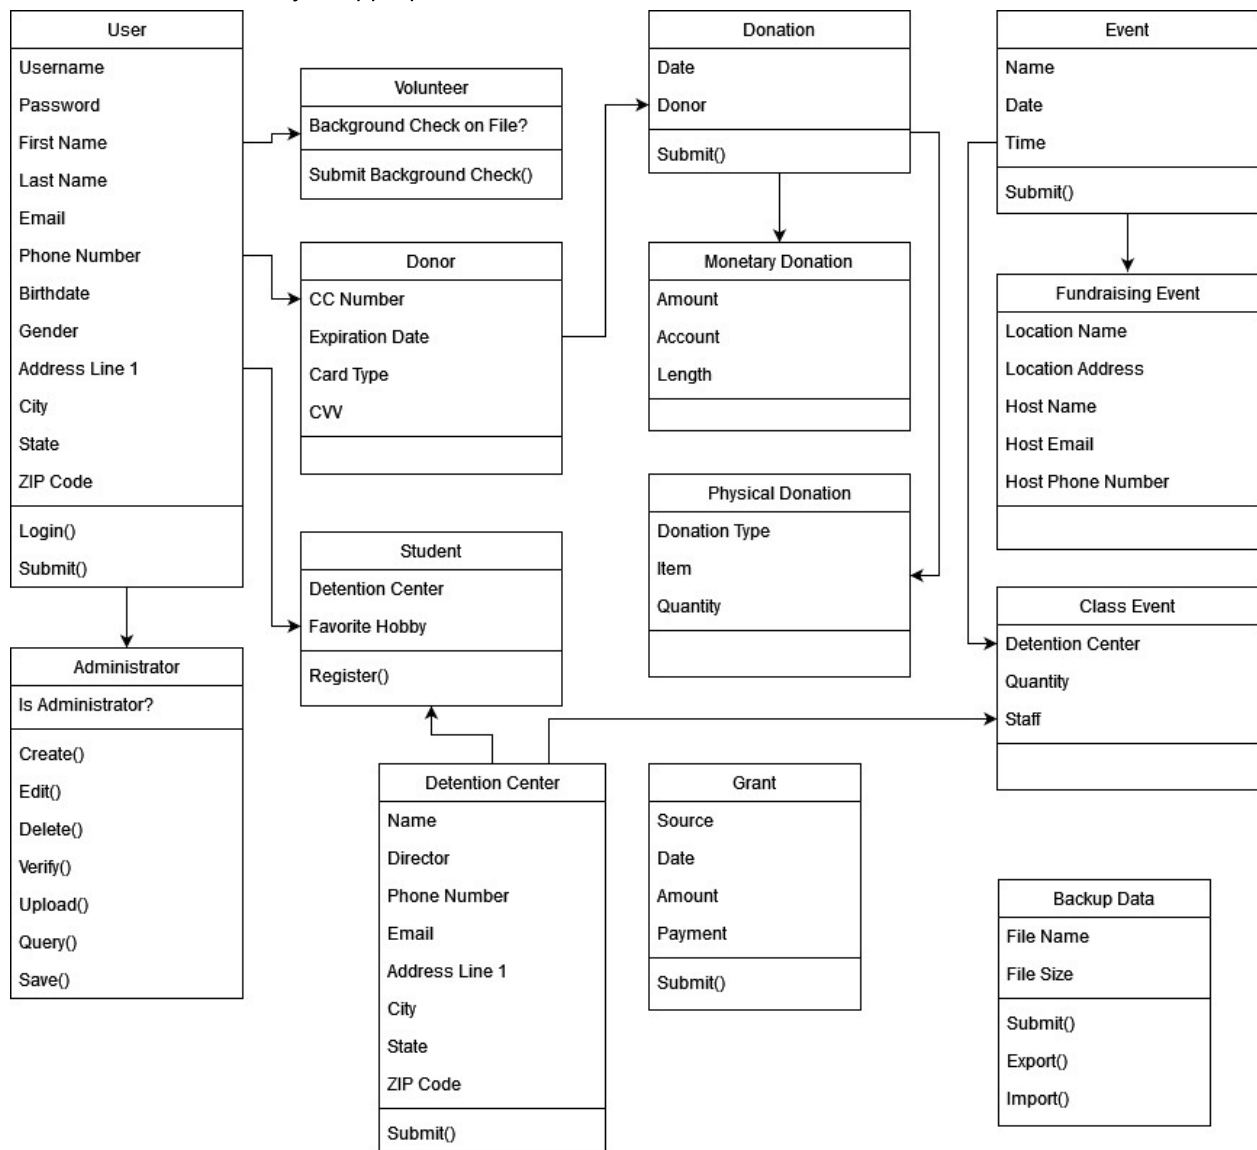 User
Username
Password
First Name
Last Name
Email
Phone Number
Birthdate
Gender
Address Line 1
City
State
ZIP Code
Login()
Submit()
Administrator
Is Administrator?
Create()
Edit()
Delete()
Verify()
Upload()
Query()
Save()
Volunteer
Background Check on File?
Submit Background Check()
Donor
CC Number
Expiration Date
Card Type
CVV
Student
Detention Center
Favorite Hobby
Register()
Detention Center
Name
Director
Phone Number
Email
Address Line 1
City
State
ZIP Code
Submit()
Donation
Date
Donor
Submit()
Monetary Donation
Amount
Account
Length
Physical Donation
Donation Type
Item
Quantity
Grant
Source
Date
Amount
Payment
Submit()
Event
Name
Date
Time
Submit()
Fundraising Event
Location Name
Location Address
Host Name
Host Email
Host Phone Number
Class Event
Detention Center
Quantity
Staff
Backup Data
File Name
File Size
Submit()
Export()
Import()